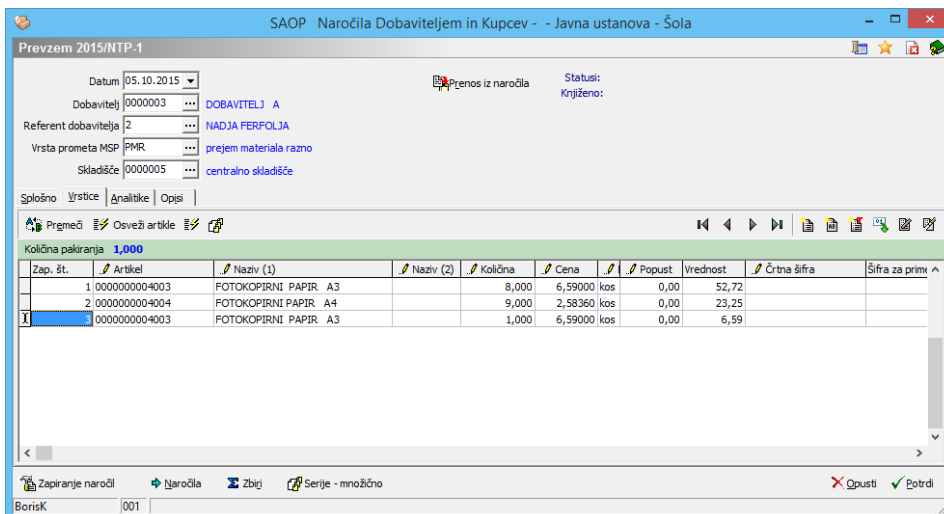 SAOP Naročila Dobaviteljem in Kupcev - - Javna ustanova - Šola
Prevzem 2015/NTP-1
Datum 05.10.2015
Prenos iz naročila
Statusi:
Knjiženo:
Dobavitelj 0000003 ... DOBAVITELJ A
Referent dobavitelja 2 ... NADJA FERFOLJA
Vrsta prometa MSP PMR ... prejem materiala razno
Skladišče 0000005 ... centralno skladišče
Splošno Vrstice Analitike Opisi
Premeči Osveži artikle
Količina pakiranja 1,000
Zap. št. Artikel Naziv (1) Naziv (2) Količina Cena Popust Vrednost Črtna šifra Šifra za prime
1 0000000004003 FOTOKOPIRNI PAPIR A3 8,000 6,59000 kos 0,00 52,72
2 0000000004004 FOTOKOPIRNI PAPIR A4 9,000 2,58360 kos 0,00 23,25
3 0000000004003 FOTOKOPIRNI PAPIR A3 1,000 6,59000 kos 0,00 6,59
Zapiranje naročil Naročila Zbirj Serije - množično Opusti Potrdi
BorisK 001